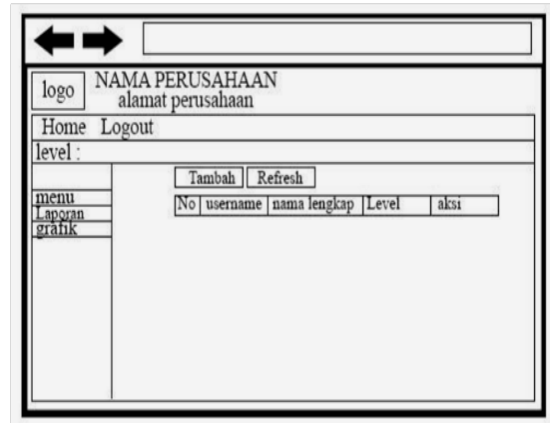 logo
NAMA PERUSAHAAN
alamat perusahaan
Home Logout
level :
Tambah Refresh
No username nama lengkap Level aksi
menu
Laporan
grafik